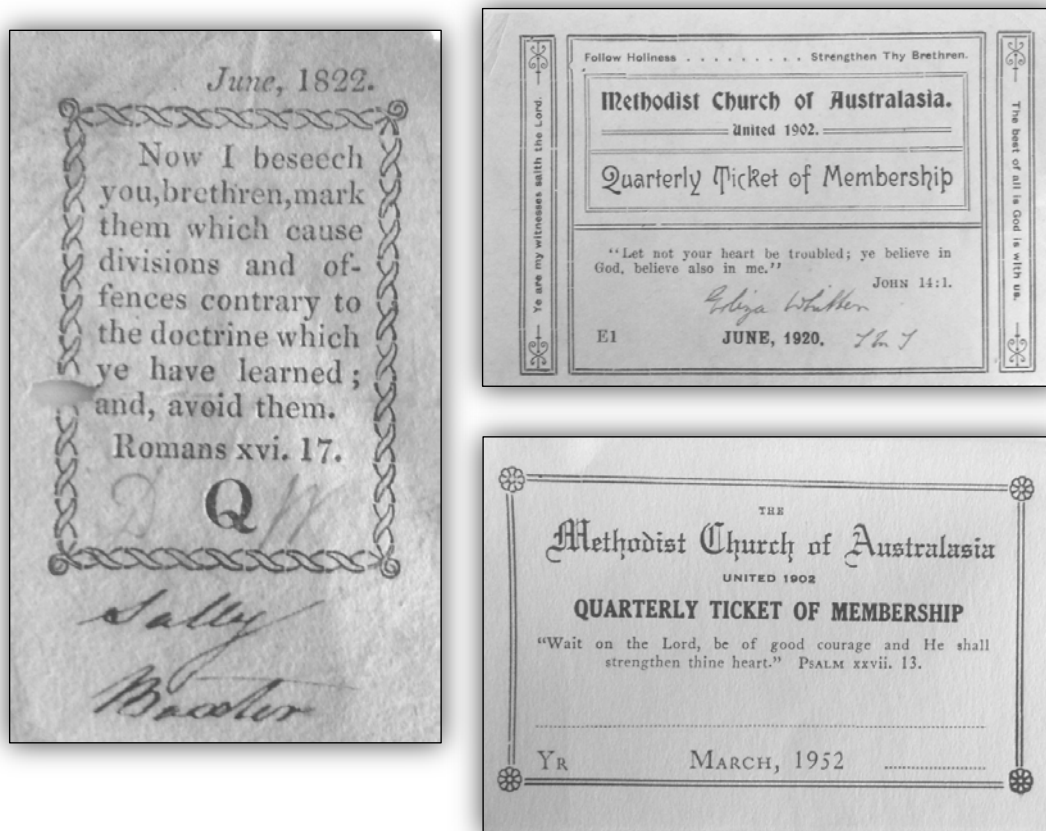 June, 1822.
Now I beseech
you,brethren,mark
them which cause
divisions and of-
fences contrary to
the doctrine which
ye have learned ;
and, avoid them.
Romans xvi. 17.
Q
Sally
Baxter
Follow Holiness . . . . . . . . . Strengthen Thy Brethren.
Ye are my witnesses saith the Lord.
Methodist Church of Australasia.
United 1902.
Quarterly Ticket of Membership
"Let not your heart be troubled; ye believe in
God, believe also in me."
JOHN 14:1.
Eliza Whitten
E1 JUNE, 1920.
The best of all is God is with us.
THE
Methodist Church of Australasia
UNITED 1902
QUARTERLY TICKET OF MEMBERSHIP
"Wait on the Lord, be of good courage and He shall
strengthen thine heart." PSALM xxvii. 13.
YR MARCH, 1952